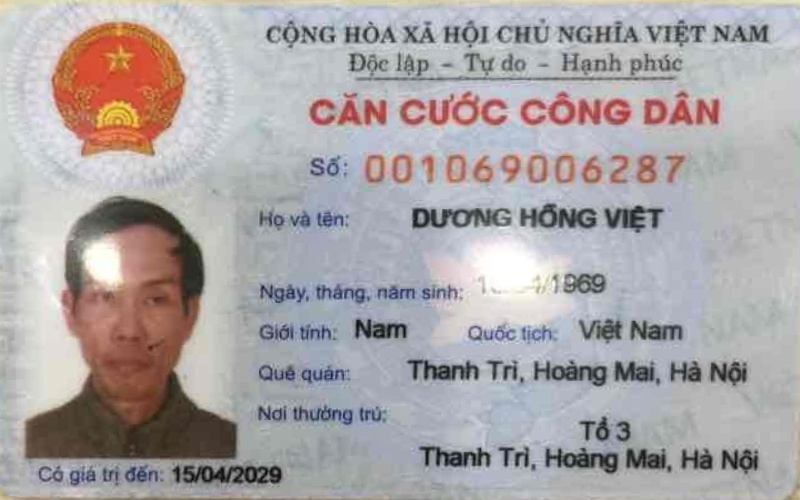 CỘNG HÒA XÃ HỘI CHỦ NGHĨA VIỆT NAM
Độc lập - Tự do - Hạnh phúc
CĂN CƯỚC CÔNG DÂN
Số: 001069006287
Họ và tên: DƯƠNG HỒNG VIỆT
Ngày, tháng, năm sinh: /1969
Giới tính: Nam Quốc tịch: Việt Nam
Quê quán: Thanh Trì, Hoàng Mai, Hà Nội
Nơi thường trú: Tổ 3
Thanh Trì, Hoàng Mai, Hà Nội
Có giá trị đến: 15/04/2029